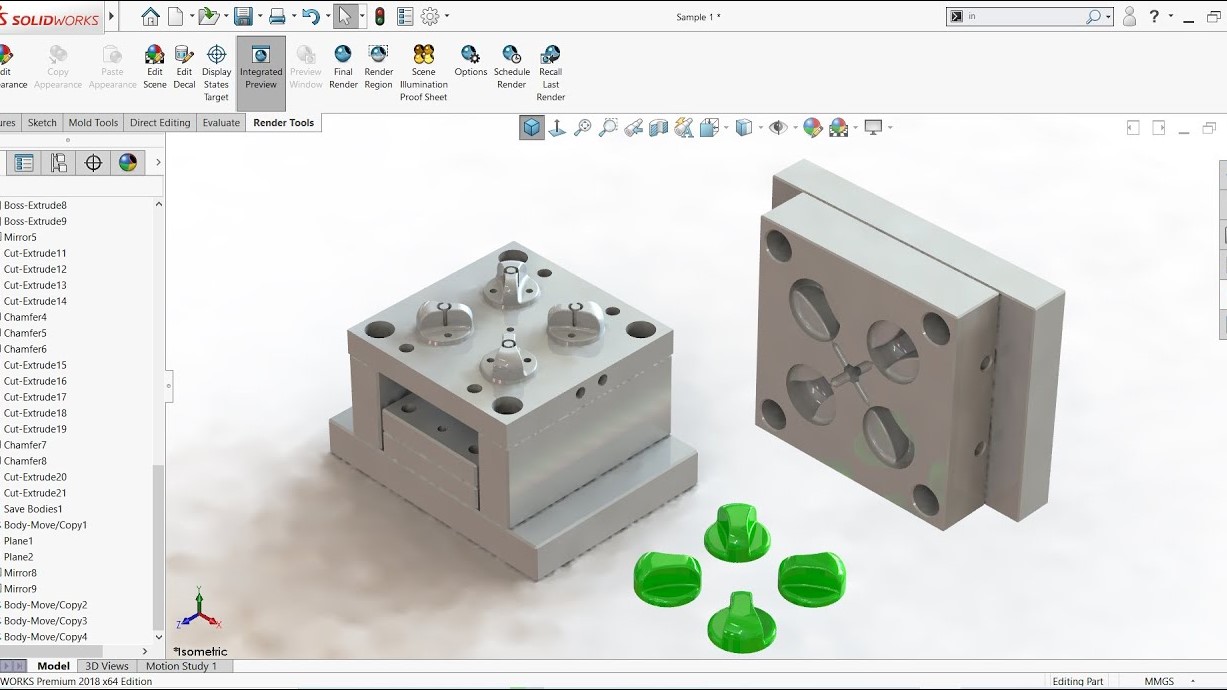 SOLIDWORKS
Sample 1 *
in
?
dit
arance
Copy
Appearance
Paste
Appearance
Edit
Scene
Edit
Decal
Display
States
Target
Integrated
Preview
Preview
Window
Final
Render
Render
Region
Scene
Illumination
Proof Sheet
Options
Schedule
Render
Recall
Last
Render
ures
Sketch
Mold Tools
Direct Editing
Evaluate
Render Tools
Boss-Extrude8
Boss-Extrude9
Mirror5
Cut-Extrude11
Cut-Extrude12
Cut-Extrude13
Cut-Extrude14
Chamfer4
Chamfer5
Chamfer6
Cut-Extrude15
Cut-Extrude16
Cut-Extrude17
Cut-Extrude18
Cut-Extrude19
Chamfer7
Chamfer8
Cut-Extrude20
Cut-Extrude21
Save Bodies1
Body-Move/Copy1
Plane1
Plane2
Mirror8
Mirror9
Body-Move/Copy2
Body-Move/Copy3
Body-Move/Copy4
Y
Z
X
*Isometric
Model
3D Views
Motion Study 1
WORKS Premium 2018 x64 Edition
Editing Part
MMGS